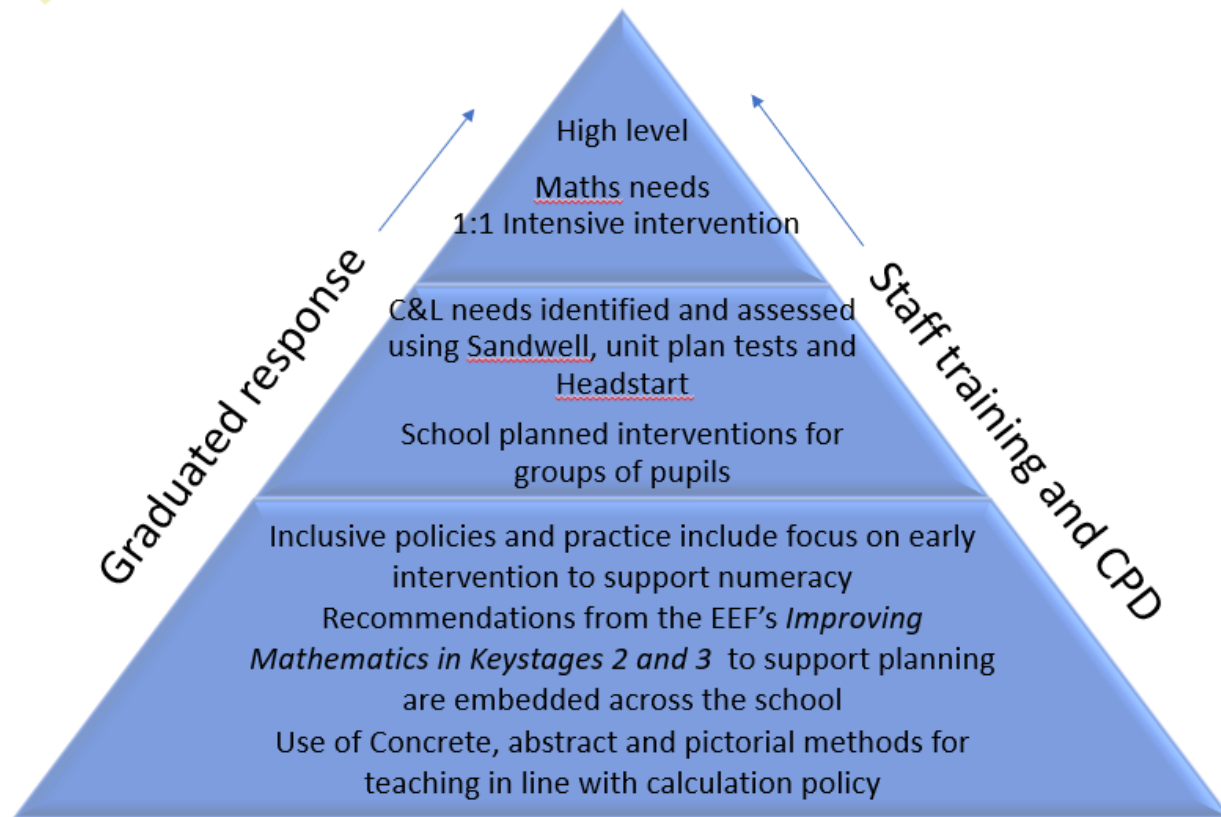 High level
Maths needs
1:1 Intensive intervention
Graduated response
Staff training and CPD
C&L needs identified and assessed
using Sandwell, unit plan tests and
Headstart
School planned interventions for
groups of pupils
Inclusive policies and practice include focus on early
intervention to support numeracy
Recommendations from the EEF’s Improving
Mathematics in Keystages 2 and 3 to support planning
are embedded across the school
Use of Concrete, abstract and pictorial methods for
teaching in line with calculation policy